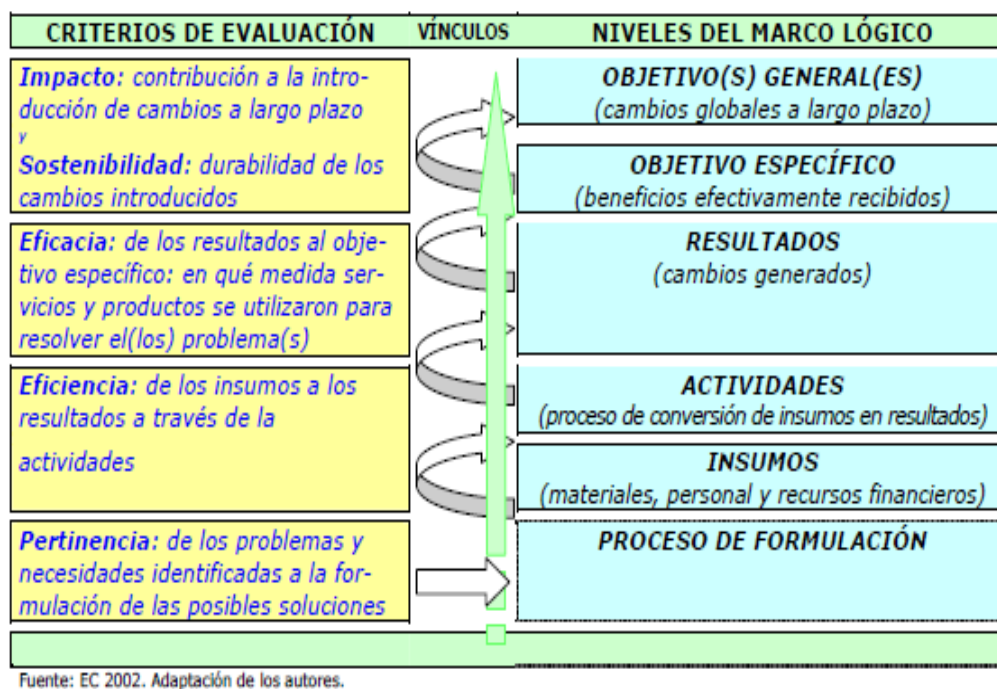 CRITERIOS DE EVALUACIÓN
VÍNCULOS
NIVELES DEL MARCO LÓGICO
Impacto: contribución a la intro-
ducción de cambios a largo plazo
y
Sostenibilidad: durabilidad de los
cambios introducidos
OBJETIVO(S) GENERAL(ES)
(cambios globales a largo plazo)
OBJETIVO ESPECÍFICO
(beneficios efectivamente recibidos)
Eficacia: de los resultados al obje-
tivo específico: en qué medida ser-
vicios y productos se utilizaron para
resolver el(los) problema(s)
RESULTADOS
(cambios generados)
Eficiencia: de los insumos a los
resultados a través de la
actividades
ACTIVIDADES
(proceso de conversión de insumos en resultados)
INSUMOS
(materiales, personal y recursos financieros)
Pertinencia: de los problemas y
necesidades identificadas a la for-
mulación de las posibles soluciones
PROCESO DE FORMULACIÓN
Fuente: EC 2002. Adaptación de los autores.